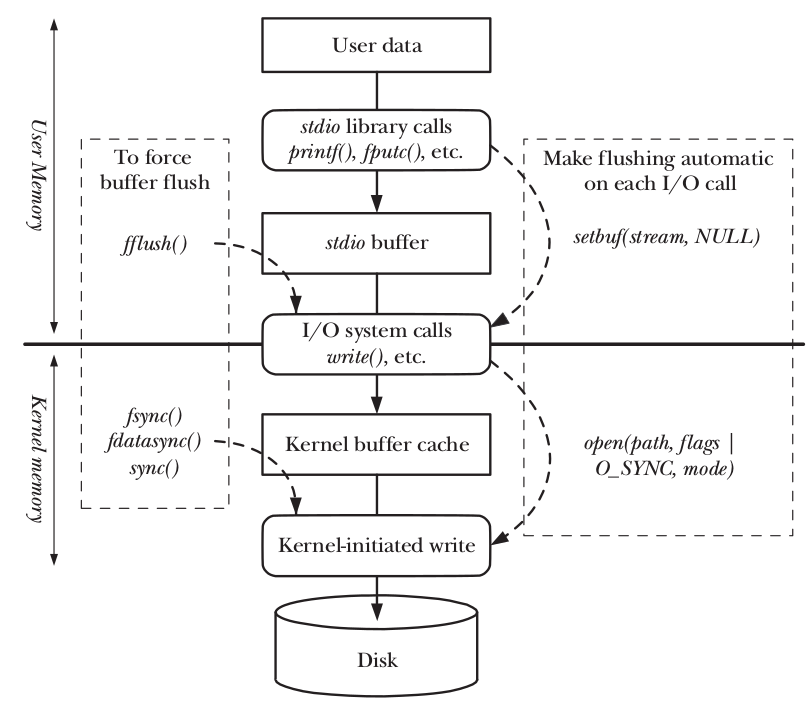 User data
stdio library calls
printf(), fputc(), etc.
To force
buffer flush
Make flushing automatic
on each I/O call
User Memory
fflush()
stdio buffer
setbuf(stream, NULL)
I/O system calls
write(), etc.
Kernel memory
fsync()
fdatasync()
sync()
Kernel buffer cache
open(path, flags |
O_SYNC, mode)
Kernel-initiated write
Disk